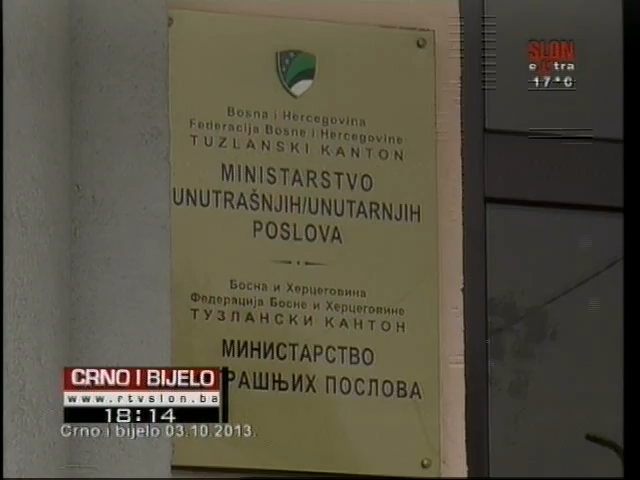 SLON
extra
17°C
Bosna i Hercegovina
Federacija Bosne i Hercegovine
TUZLANSKI KANTON
MINISTARSTVO
UNUTRAŠNJIH/UNUTARNJIH
POSLOVA
Босна и Херцеговина
Федерација Босне и Херцеговине
ТУЗЛАНСКИ КАНТОН
МИНИСТАРСТВО
РАШЊИХ ПОСЛОВА
CRNO I BIJELO
www.rtvslon.ba
18:14
Crno i bijelo 03.10.2013.